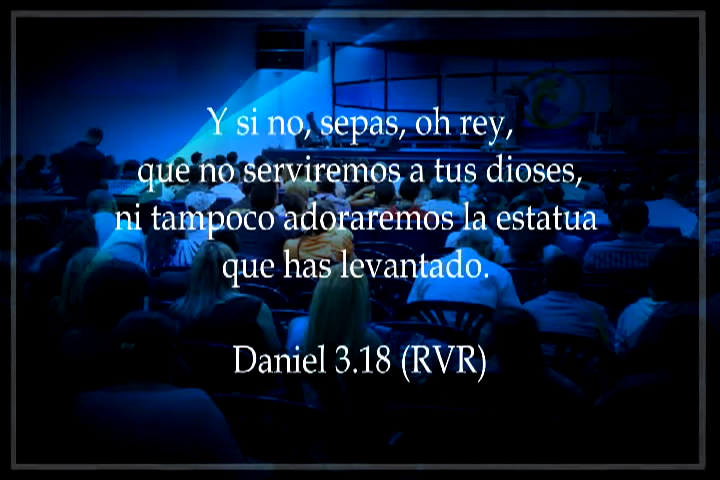 Y si no, sepas, oh rey,
que no serviremos a tus dioses,
ni tampoco adoraremos la estatua
que has levantado.
Daniel 3.18 (RVR)